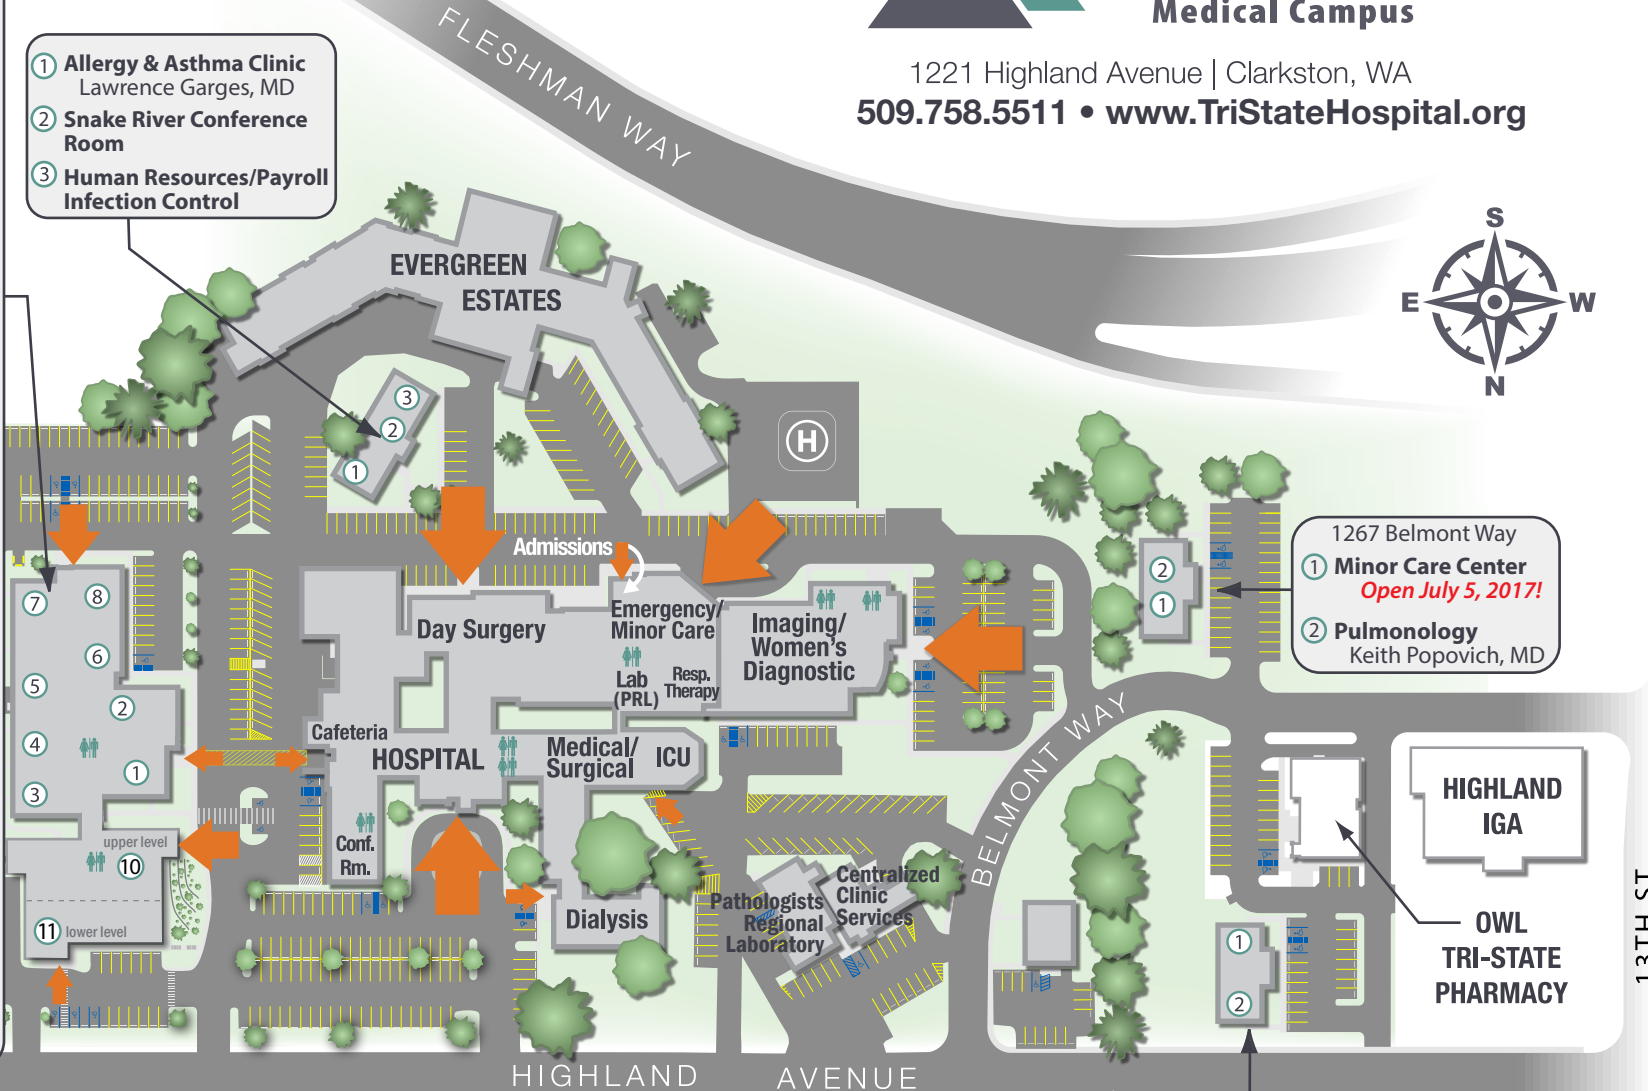 Medical Campus
1221 Highland Avenue | Clarkston, WA
509.758.5511 • www.TriStateHospital.org
FLESHMAN WAY
1 Allergy & Asthma Clinic
Lawrence Garges, MD
2 Snake River Conference
Room
3 Human Resources/Payroll
Infection Control
S
E
W
N
EVERGREEN
ESTATES
3
2
1
H
Admissions
1267 Belmont Way
1 Minor Care Center
Open July 5, 2017!
2 Pulmonology
Keith Popovich, MD
2
1
7
8
6
5
2
4
1
3
Day Surgery
Emergency/
Minor Care
Lab
(PRL)
Resp.
Therapy
Imaging/
Women's
Diagnostic
Cafeteria
HOSPITAL
Medical/
Surgical
ICU
Conf.
Rm.
upper level
10
11 lower level
Dialysis
Pathologists
Regional
Laboratory
Centralized
Clinic
Services
BELMONT WAY
HIGHLAND
IGA
OWL
TRI-STATE
PHARMACY
1
2
13TH ST
HIGHLAND AVENUE